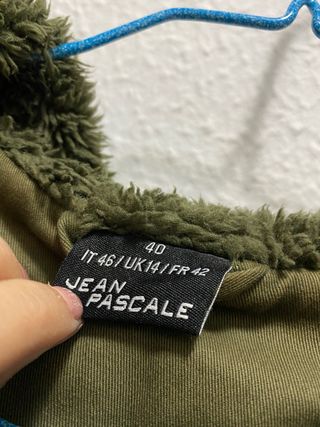 40
IT 46 / UK 14 / FR 42
JEAN
PASCALE